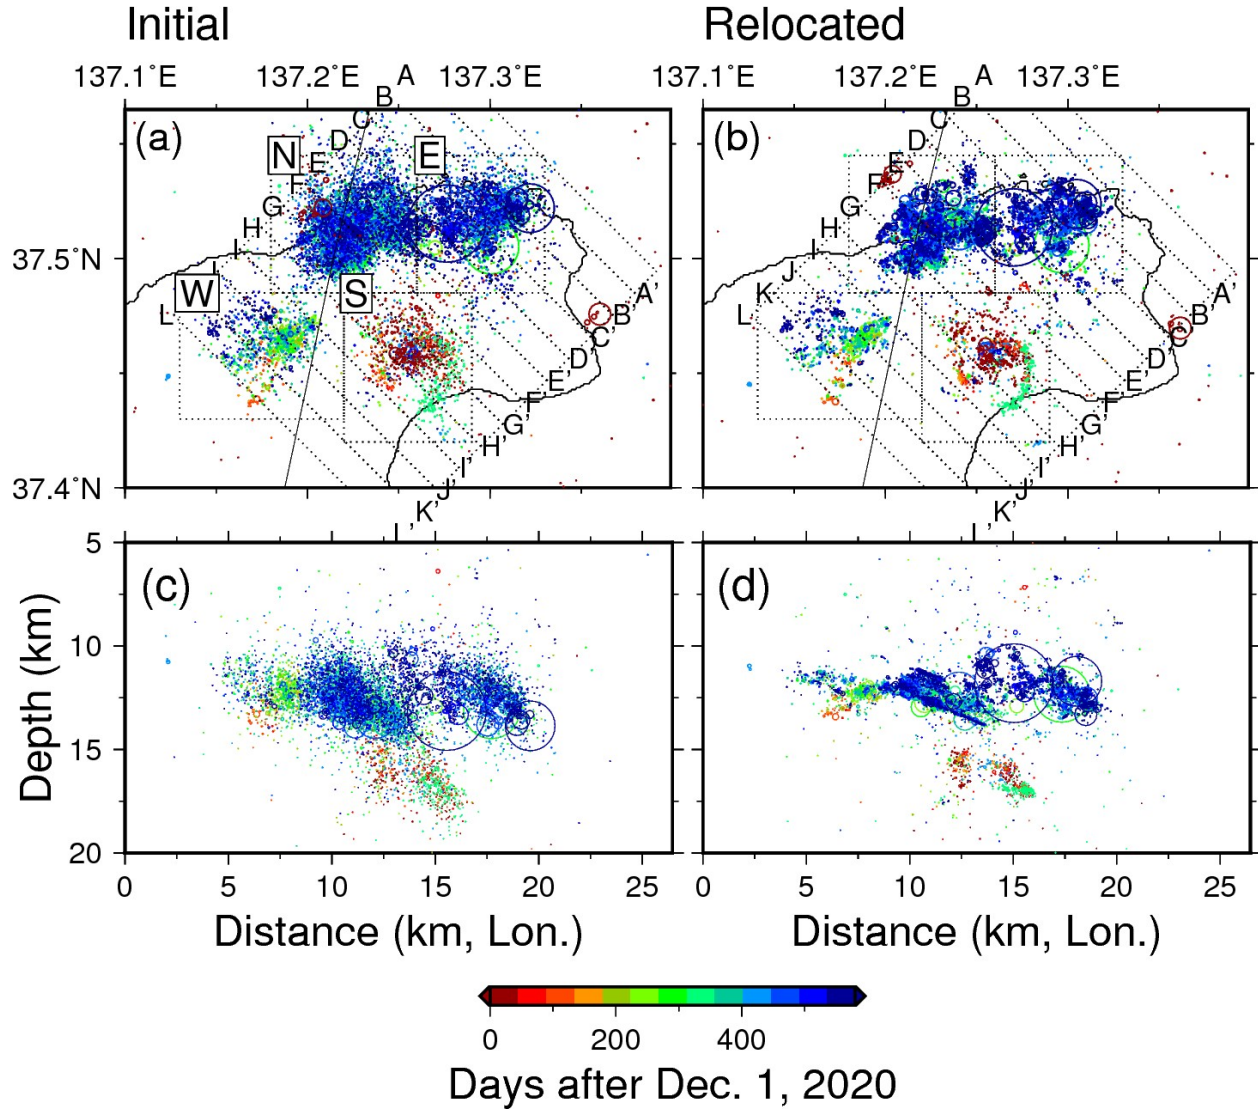 Initial
Relocated
137.1˚E 137.2˚E A 137.3˚E
137.1˚E 137.2˚E A 137.3˚E
B
C
D
E
F
G
H
I
J
L
(a)
N
E
W
S
A'
B'
C
D'
E'
F'
G'
H'
I'
J'
K'
L'
B
C
D
E
F
G
H
I
J
K
L
(b)
A'
B'
C'
D'
E'
F'
G'
H'
I'
J'
K'
L'
37.5˚N
37.4˚N
(c)
(d)
5
10
15
20
Depth (km)
0 5 10 15 20 25
0 5 10 15 20 25
Distance (km, Lon.)
Distance (km, Lon.)
0 200 400
Days after Dec. 1, 2020